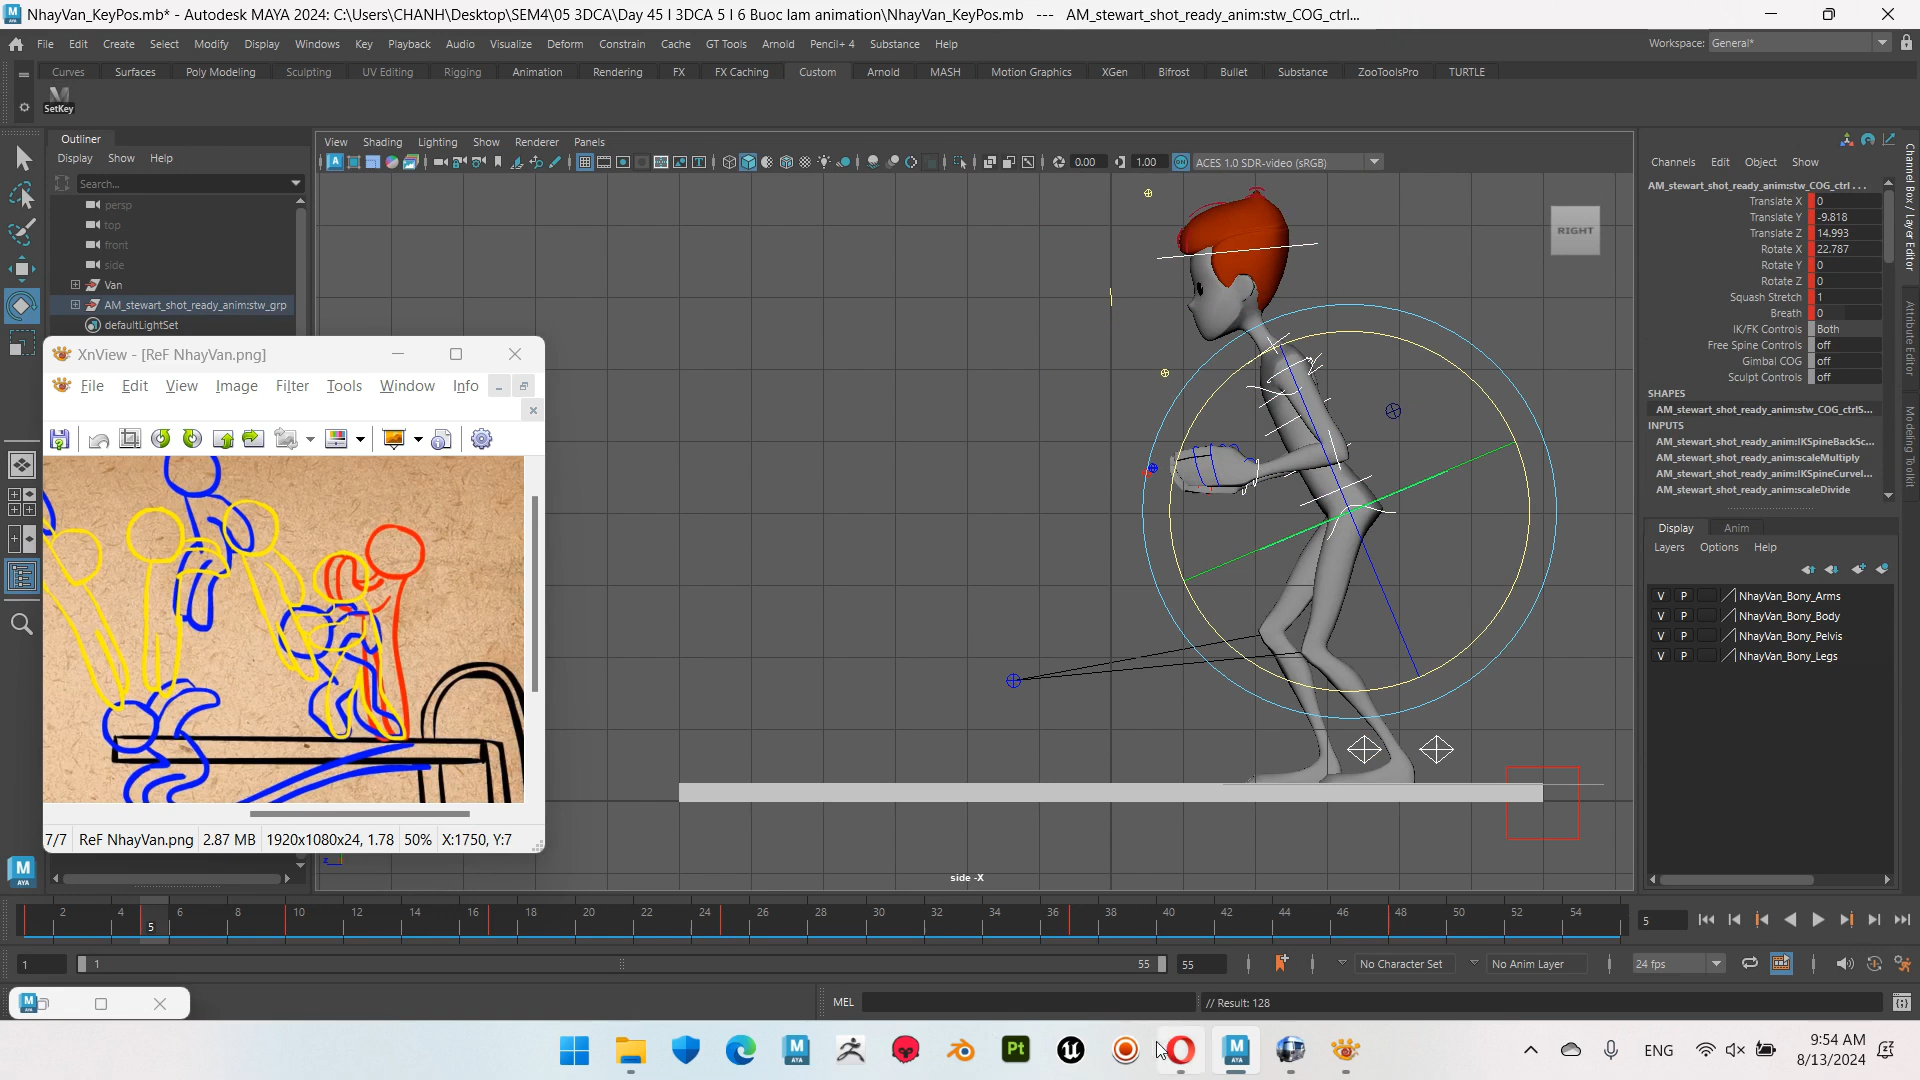 NhayVan_KeyPos.mb* - Autodesk MAYA 2024: C:\Users\CHANH\Desktop\SEM4\05 3DCA\Day 45 I 3DCA 5 I 6 Buoc lam animation\NhayVan_KeyPos.mb --- AM_stewart_shot_ready_anim:stw_COG_ctrl...
File Edit Create Select Modify Display Windows Key Playback Audio Visualize Deform Constrain Cache GT Tools Arnold Pencil+ 4 Substance Help
Workspace: General*
Curves Surfaces Poly Modeling Sculpting UV Editing Rigging Animation Rendering FX FX Caching Custom Arnold MASH Motion Graphics XGen Bifrost Bullet Substance ZooToolsPro TURTLE
SetKey
Outliner
Display Show Help
Search...
persp
top
front
side
Van
AM_stewart_shot_ready_anim:stw_grp
defaultLightSet
View Shading Lighting Show Renderer Panels
0.00 1.00 ACES 1.0 SDR-video (sRGB)
RIGHT
side -X
XnView - [ReF NhayVan.png]
File Edit View Image Filter Tools Window Info
7/7 ReF NhayVan.png 2.87 MB 1920x1080x24, 1.78 50% X:1750, Y:7
Channels Edit Object Show
AM_stewart_shot_ready_anim:stw_COG_ctrl ...
Translate X 0
Translate Y -9.818
Translate Z 14.993
Rotate X 22.787
Rotate Y 0
Rotate Z 0
Squash Stretch 1
Breath 0
IK/FK Controls Both
Free Spine Controls off
Gimbal COG off
Sculpt Controls off
SHAPES
AM_stewart_shot_ready_anim:stw_COG_ctrlS...
INPUTS
AM_stewart_shot_ready_anim:IKSpineBackSc...
AM_stewart_shot_ready_anim:scaleMultiply
AM_stewart_shot_ready_anim:IKSpineCurveI...
AM_stewart_shot_ready_anim:scaleDivide
Display Anim
Layers Options Help
V P NhayVan_Bony_Arms
V P NhayVan_Bony_Body
V P NhayVan_Bony_Pelvis
V P NhayVan_Bony_Legs
Channel Box / Layer Editor
Attribute Editor
Modeling Toolkit
2 4 5 6 8 10 12 14 16 18 20 22 24 26 28 30 32 34 36 38 40 42 44 46 48 50 52 54
5
1 1 55 55 No Character Set No Anim Layer 24 fps
MEL // Result: 128
ENG
9:54 AM
8/13/2024